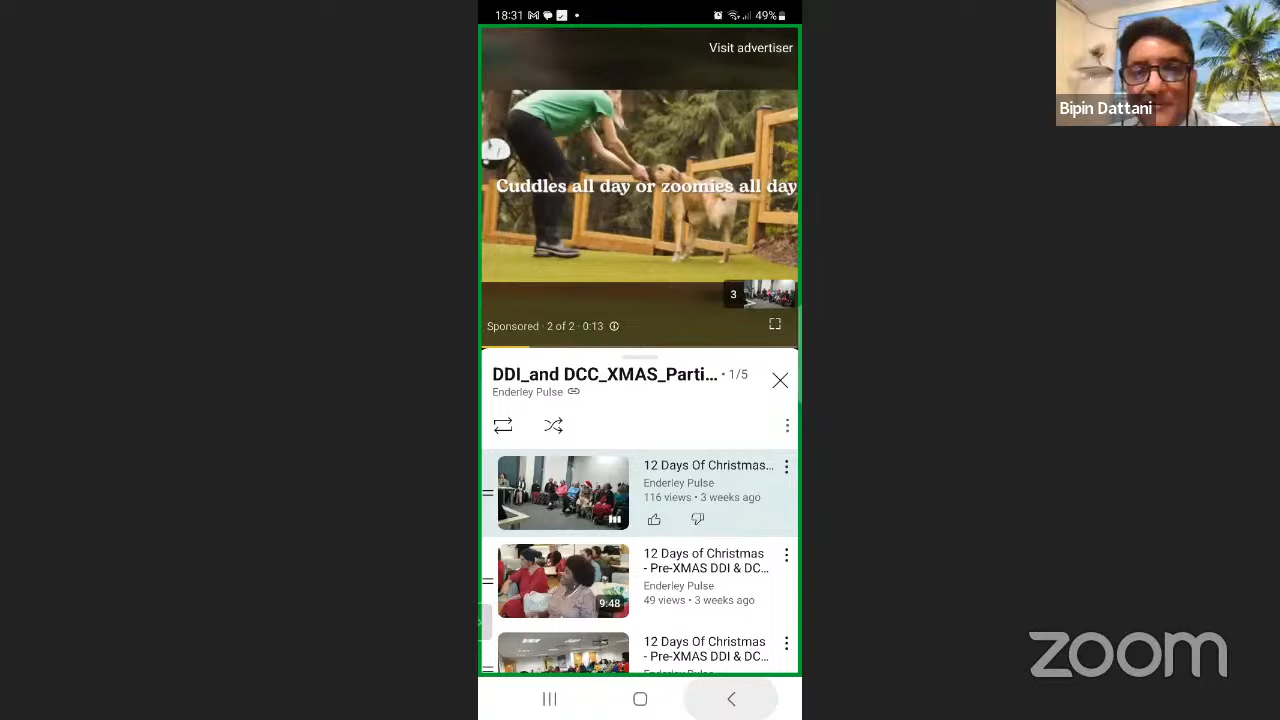 18:31
49%
Visit advertiser
Cuddles all day or zoomies all day
3
Sponsored · 2 of 2 · 0:13
DDI_and DCC_XMAS_Parti... • 1/5
Enderley Pulse
12 Days Of Christmas...
Enderley Pulse
116 views • 3 weeks ago
12 Days of Christmas
- Pre-XMAS DDI & DC...
Enderley Pulse
49 views • 3 weeks ago
9:48
12 Days Of Christmas
- Pre-XMAS DDI & DC...
Enderley Pulse
Bipin Dattani
zoom